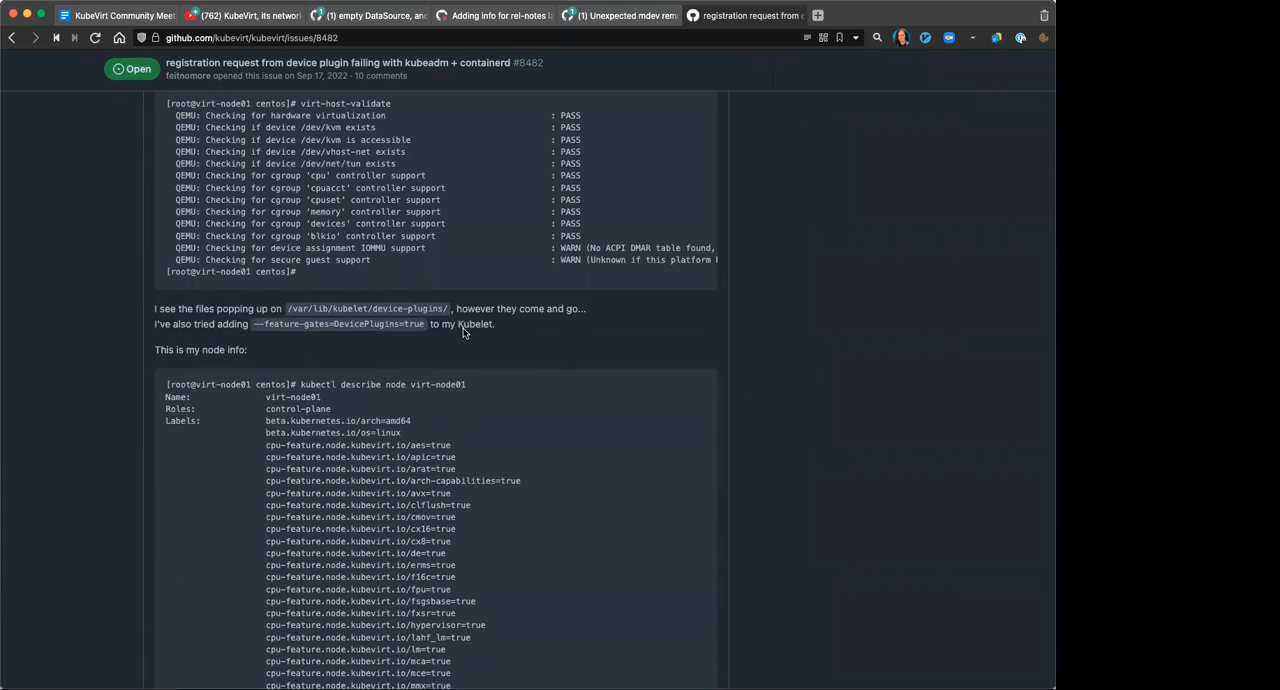 KubeVirt Community Meet
(762) KubeVirt, its network
(1) empty DataSource, and
Adding info for rel-notes
(1) Unexpected mdev rem
registration request from
github.com/kubevirt/kubevirt/issues/8482
Open
registration request from device plugin failing with kubeadm + containerd #8482
feitnomore opened this issue on Sep 17, 2022 · 10 comments
[root@virt-node01 centos]# virt-host-validate
QEMU: Checking for hardware virtualization : PASS
QEMU: Checking if device /dev/kvm exists : PASS
QEMU: Checking if device /dev/kvm is accessible : PASS
QEMU: Checking if device /dev/vhost-net exists : PASS
QEMU: Checking if device /dev/net/tun exists : PASS
QEMU: Checking for cgroup 'cpu' controller support : PASS
QEMU: Checking for cgroup 'cpuacct' controller support : PASS
QEMU: Checking for cgroup 'cpuset' controller support : PASS
QEMU: Checking for cgroup 'memory' controller support : PASS
QEMU: Checking for cgroup 'devices' controller support : PASS
QEMU: Checking for cgroup 'blkio' controller support : PASS
QEMU: Checking for device assignment IOMMU support : WARN (No ACPI DMAR table found,
QEMU: Checking for secure guest support : WARN (Unknown if this platform
[root@virt-node01 centos]#
I see the files popping up on /var/lib/kubelet/device-plugins/ , however they come and go...
I've also tried adding --feature-gates=DevicePlugins=true to my Kubelet.
This is my node info:
[root@virt-node01 centos]# kubectl describe node virt-node01
Name: virt-node01
Roles: control-plane
Labels: beta.kubernetes.io/arch=amd64
beta.kubernetes.io/os=linux
cpu-feature.node.kubevirt.io/aes=true
cpu-feature.node.kubevirt.io/apic=true
cpu-feature.node.kubevirt.io/arat=true
cpu-feature.node.kubevirt.io/arch-capabilities=true
cpu-feature.node.kubevirt.io/avx=true
cpu-feature.node.kubevirt.io/clflush=true
cpu-feature.node.kubevirt.io/cmov=true
cpu-feature.node.kubevirt.io/cx16=true
cpu-feature.node.kubevirt.io/cx8=true
cpu-feature.node.kubevirt.io/de=true
cpu-feature.node.kubevirt.io/erms=true
cpu-feature.node.kubevirt.io/f16c=true
cpu-feature.node.kubevirt.io/fpu=true
cpu-feature.node.kubevirt.io/fsgsbase=true
cpu-feature.node.kubevirt.io/fxsr=true
cpu-feature.node.kubevirt.io/hypervisor=true
cpu-feature.node.kubevirt.io/lahf_lm=true
cpu-feature.node.kubevirt.io/lm=true
cpu-feature.node.kubevirt.io/mca=true
cpu-feature.node.kubevirt.io/mce=true
cpu-feature.node.kubevirt.io/mmx=true